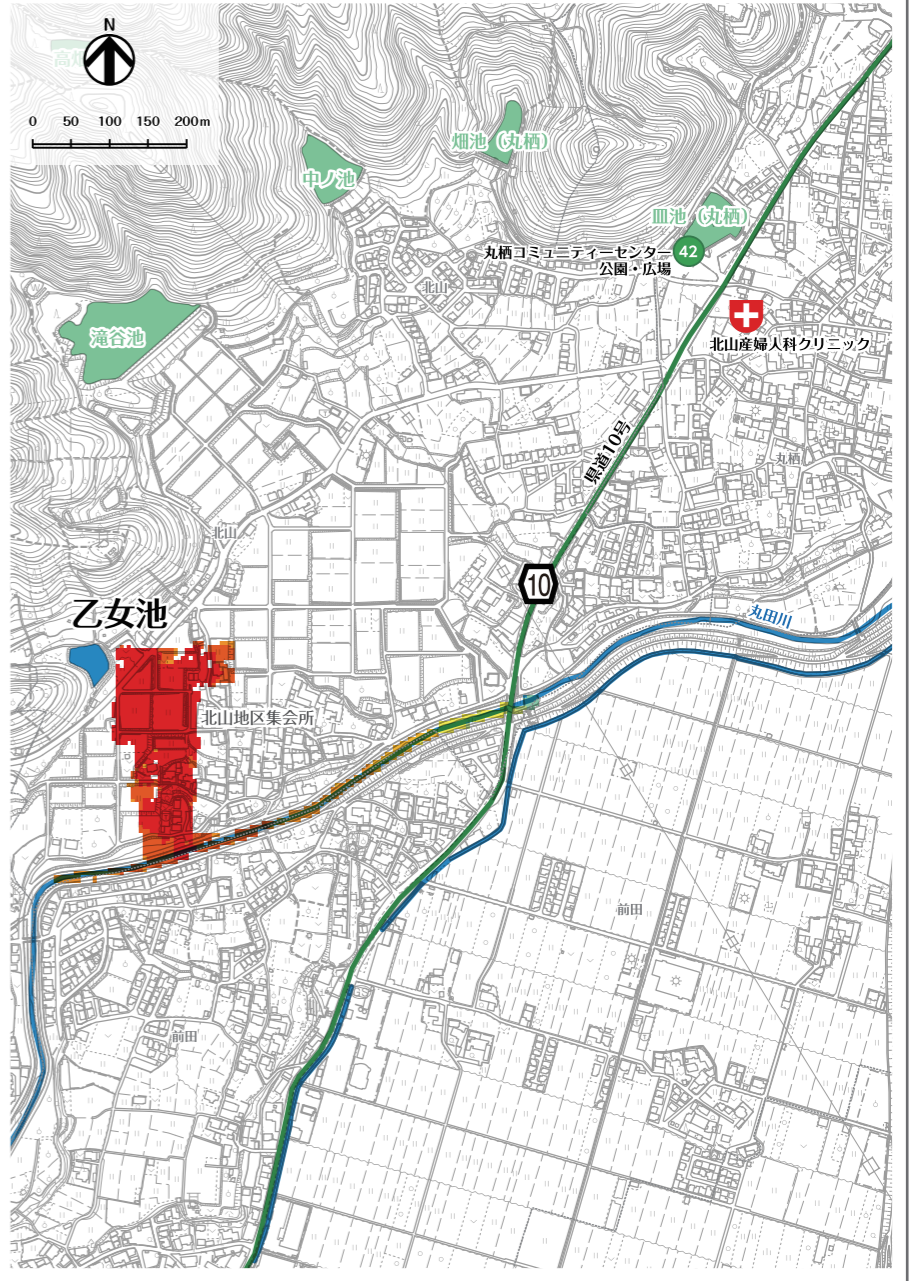 N
0 50 100 150 200m
畑池（丸栖）
中ノ池
皿池（丸栖）
42
丸栖コミュニティーセンター
公園・広場
北山
北山産婦人科クリニック
滝谷池
県道10号
丸栖
北山
10
乙女池
丸田川
北山地区集会所
前田
前田